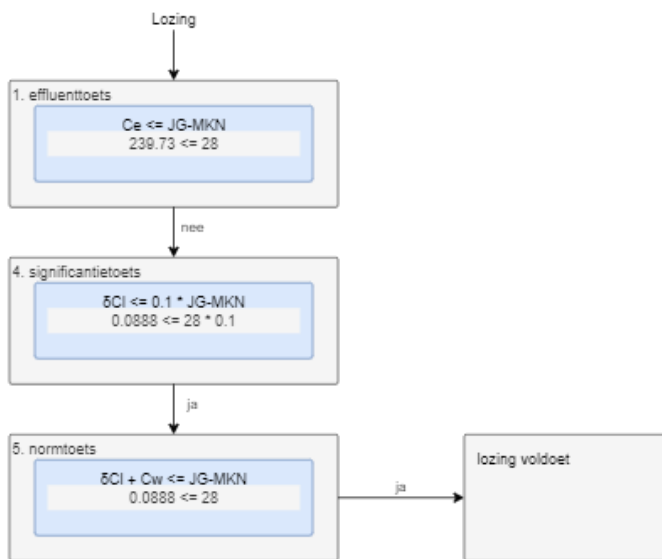 Lozing
1. effluenttoets
Ce <= JG-MKN
239.73 <= 28
nee
4. significantietoets
δCl <= 0.1 * JG-MKN
0.0888 <= 28 * 0.1
ja
5. normtoets
δCl + Cw <= JG-MKN
0.0888 <= 28
ja
lozing voldoet